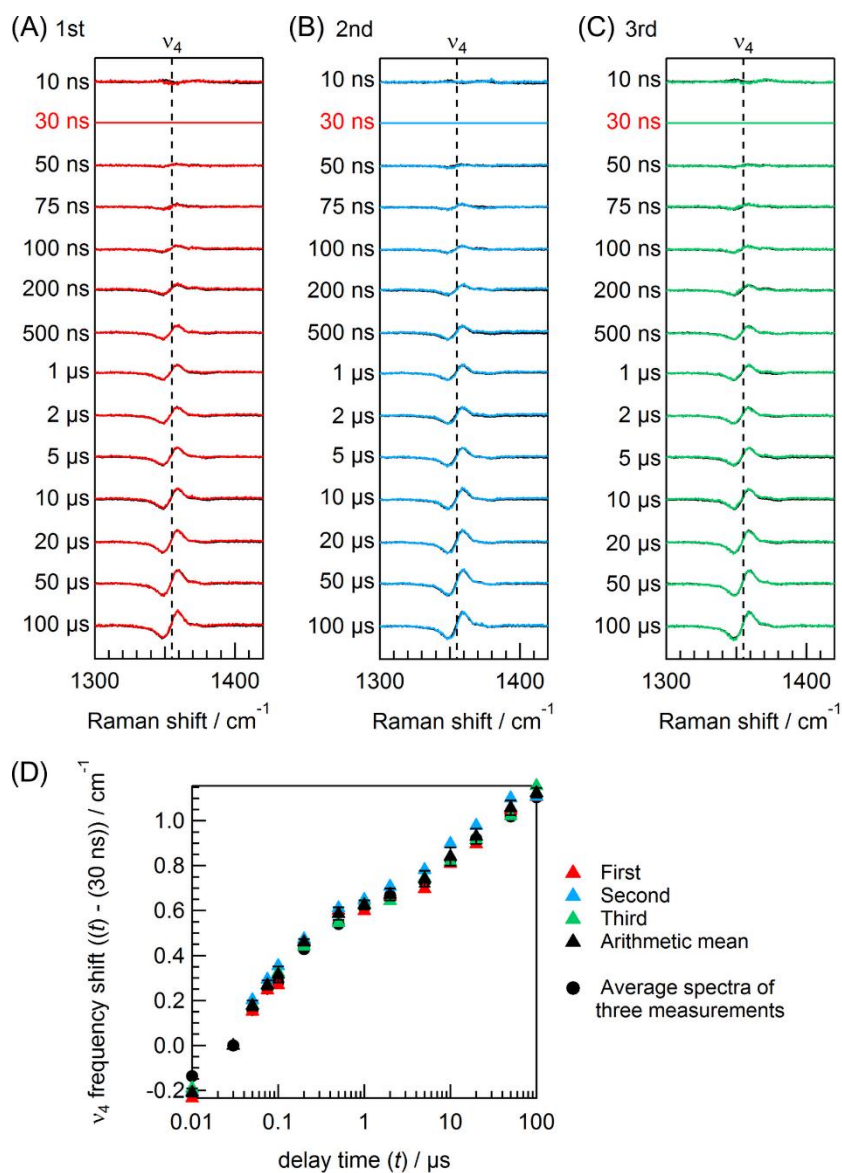 (A) 1st
ν4
10 ns
30 ns
50 ns
75 ns
100 ns
200 ns
500 ns
1 µs
2 µs
5 µs
10 µs
20 µs
50 µs
100 µs
1300 1400
Raman shift / cm-1
(B) 2nd
ν4
10 ns
30 ns
50 ns
75 ns
100 ns
200 ns
500 ns
1 µs
2 µs
5 µs
10 µs
20 µs
50 µs
100 µs
1300 1400
Raman shift / cm-1
(C) 3rd
ν4
10 ns
30 ns
50 ns
75 ns
100 ns
200 ns
500 ns
1 µs
2 µs
5 µs
10 µs
20 µs
50 µs
100 µs
1300 1400
Raman shift / cm-1
(D)
ν4 frequency shift ((t) - (30 ns)) / cm-1
1.0
0.8
0.6
0.4
0.2
0.0
-0.2
0.01 0.1 1 10 100
delay time (t) / µs
First
Second
Third
Arithmetic mean
Average spectra of
three measurements